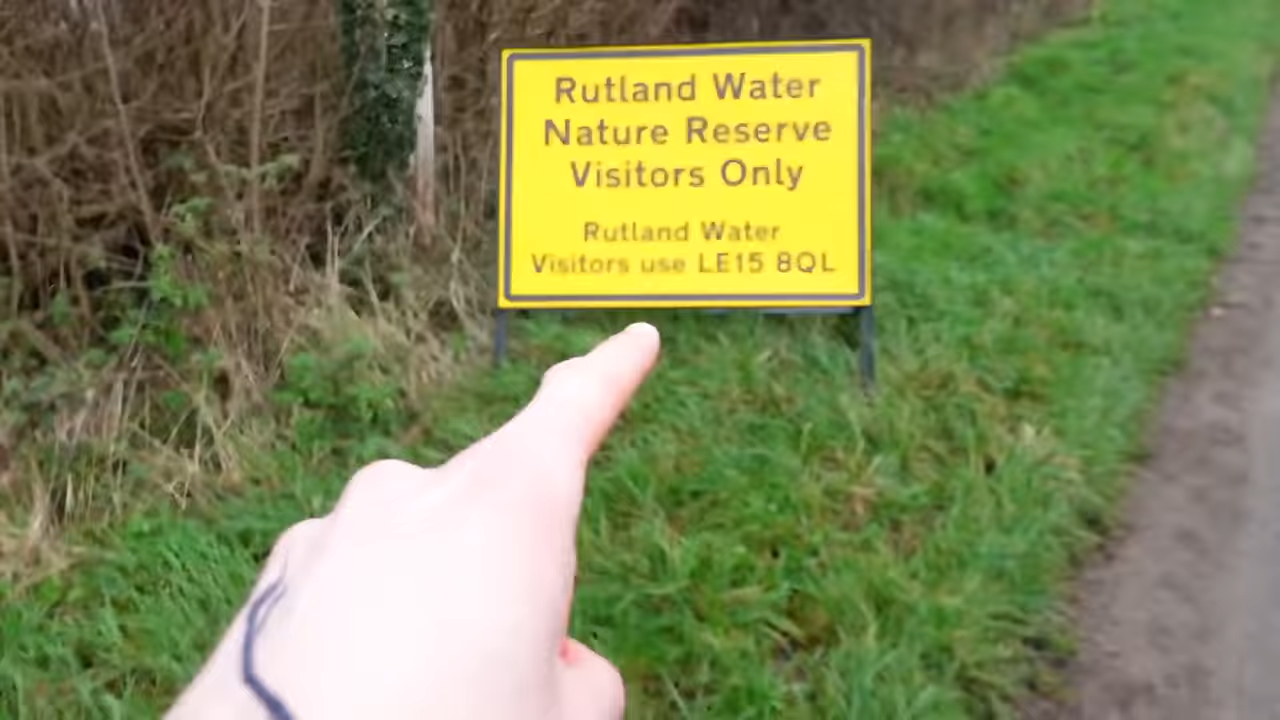 Rutland Water
Nature Reserve
Visitors Only
Rutland Water
Visitors use LE15 8QL